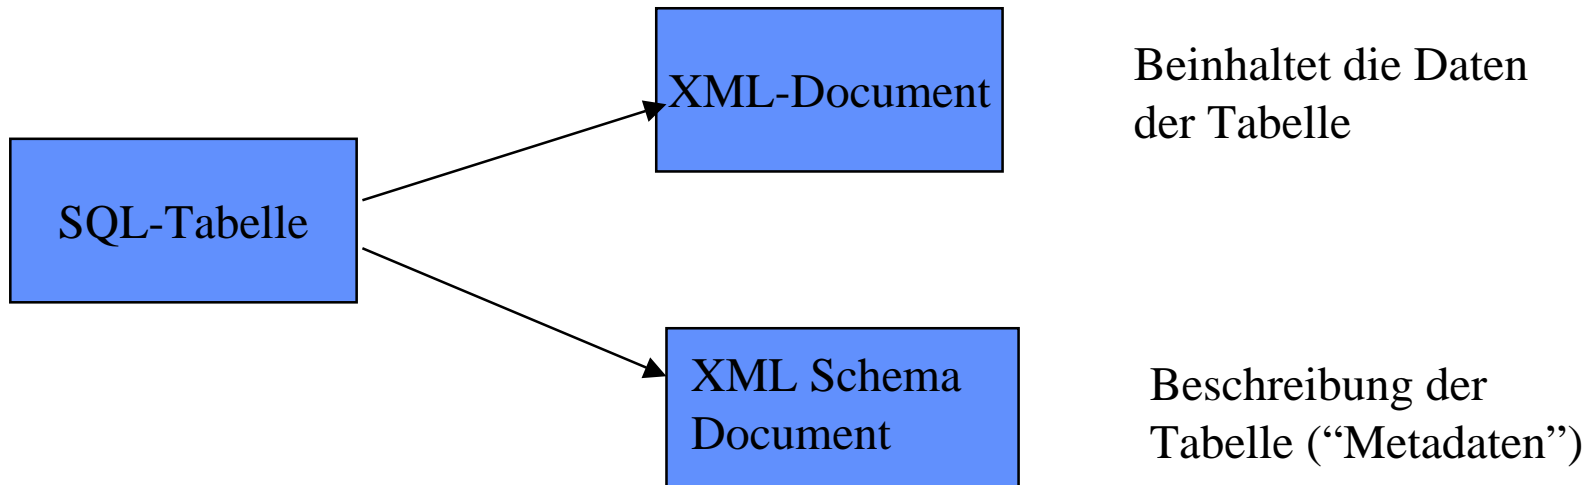 XML-Document
Beinhaltet die Daten
der Tabelle
SQL-Tabelle
XML Schema
Document
Beschreibung der
Tabelle (“Metadaten”)